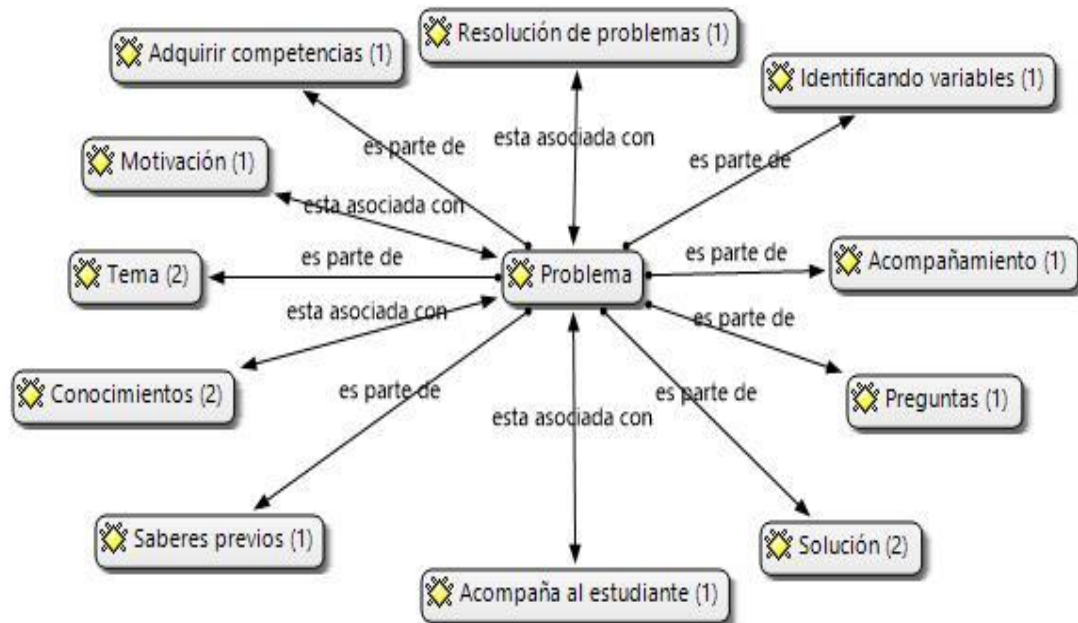 Resolución de problemas (1)
Adquirir competencias (1)
Identificando variables (1)
es parte de
esta asociada con
es parte de
Motivación (1)
esta asociada con
Tema (2)
es parte de
Problema
es parte de
Acompañamiento (1)
esta asociada con
es parte de
Conocimientos (2)
es parte de
esta asociada con
es parte de
Preguntas (1)
Saberes previos (1)
Solución (2)
Acompaña al estudiante (1)